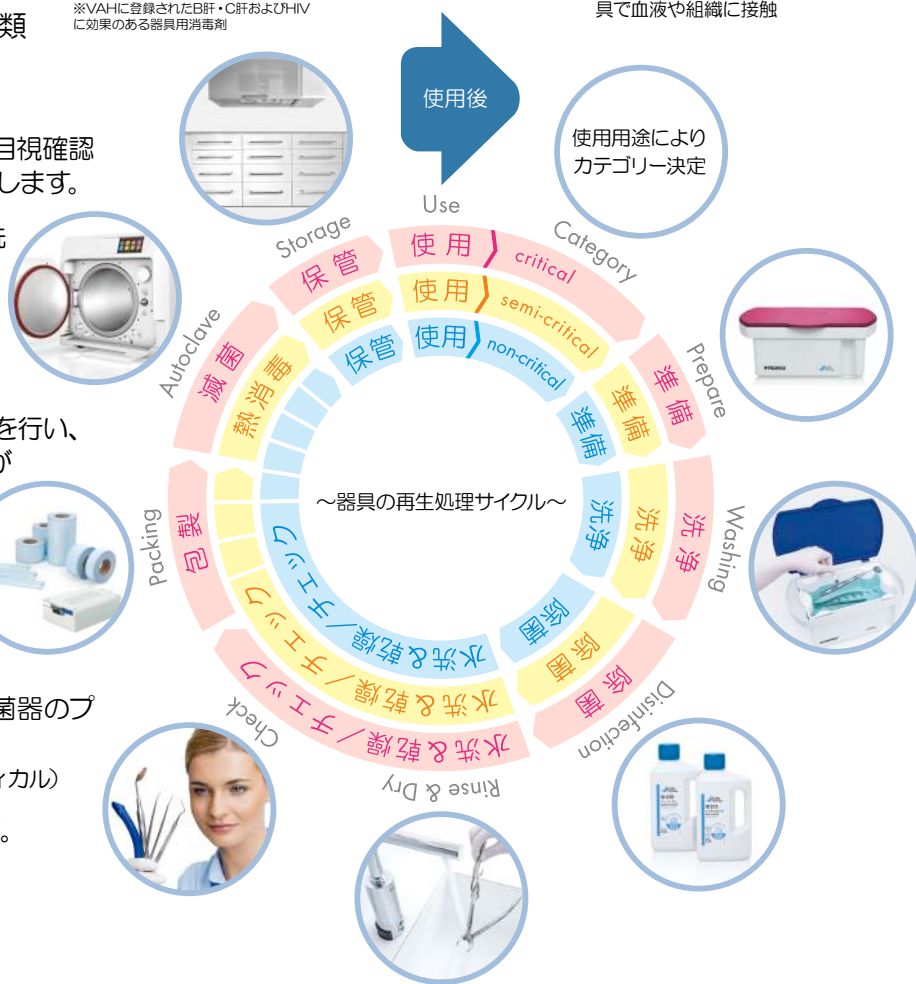 類
※VAHに登録されたB肝・C肝およびHIV
に効果のある器具用消毒剤
具で血液や組織に接触
使用後
使用用途により
カテゴリー決定
目視確認
します。
洗
を行い、
が
菌器のプ
ィカル）
。
～器具の再生処理サイクル～
Use
Category
Prepare
Washing
Disinfection
Rinse & Dry
Check
Packing
Autoclave
Storage
使用
critical
準備
洗浄
除菌
水洗&乾燥/チェック
包製
滅菌
保管
使用
semi-critical
準備
洗浄
除菌
水洗&乾燥/チェック
熱消毒
保管
使用
non-critical
準備
洗浄
除菌
水洗&乾燥/チェック
保管